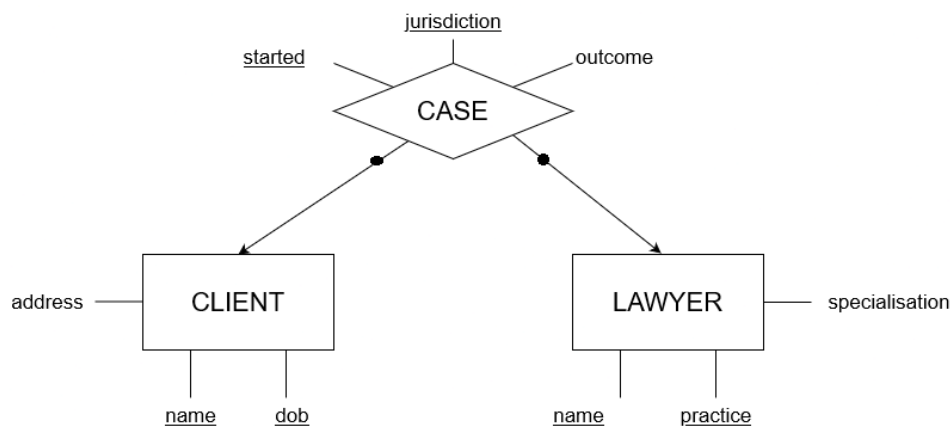 jurisdiction
started
outcome
CASE
address
CLIENT
LAWYER
specialisation
name
dob
name
practice